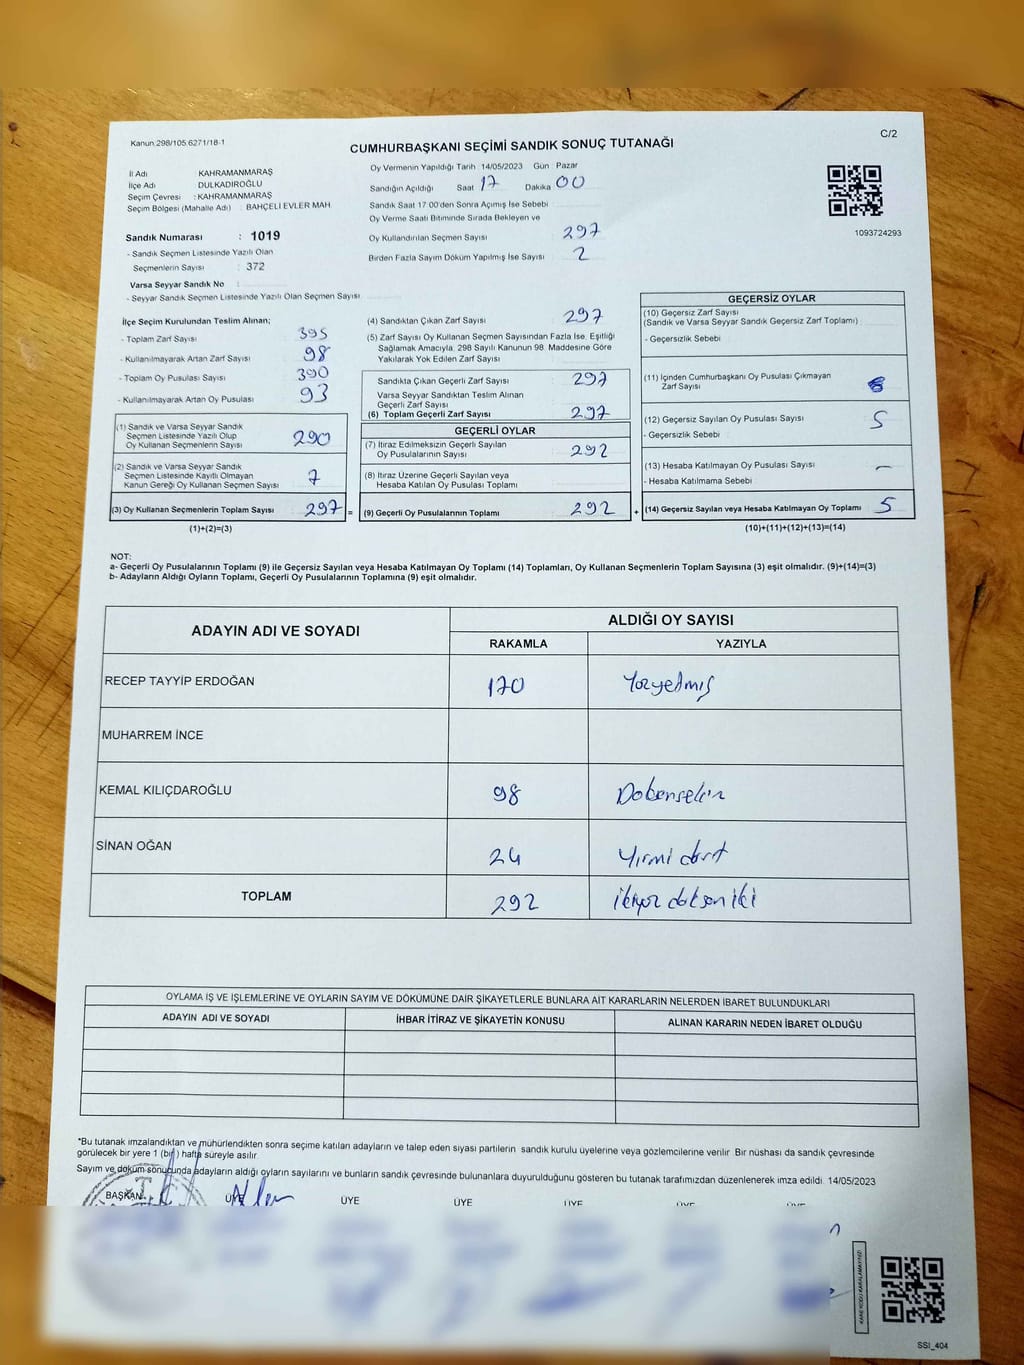 Kanun:298/105,6271/18-1
C/2
CUMHURBAŞKANI SEÇİMİ SANDIK SONUÇ TUTANAĞI
İl Adı KAHRAMANMARAŞ
İlçe Adı DULKADİROĞLU
Seçim Çevresi : KAHRAMANMARAŞ
Seçim Bölgesi (Mahalle Adı) : BAHÇELİ EVLER MAH.
Oy Vermenin Yapıldığı Tarih 14/05/2023 Gün : Pazar
Sandığın Açıldığı Saat 17 Dakika 00
Sandık Saat 17:00'den Sonra Açımış İse Sebebi
Oy Verme Saati Bitiminde Sırada Bekleyen ve
Oy Kullandırılan Seçmen Sayısı 297
Birden Fazla Sayım Döküm Yapılmış İse Sayısı 2
1093724293
Sandık Numarası : 1019
- Sandık Seçmen Listesinde Yazılı Olan
Seçmenlerin Sayısı : 372
Varsa Seyyar Sandık No :
- Seyyar Sandık Seçmen Listesinde Yazılı Olan Seçmen Sayısı
İlçe Seçim Kurulundan Teslim Alınan;
- Toplam Zarf Sayısı 395
- Kullanılmayarak Artan Zarf Sayısı 98
- Toplam Oy Pusulası Sayısı 390
- Kullanılmayarak Artan Oy Pusulası 93
(1) Sandık ve Varsa Seyyar Sandık
Seçmen Listesinde Yazılı Olup
Oy Kullanan Seçmenlerin Sayısı 290
(2) Sandık ve Varsa Seyyar Sandık
Seçmen Listesinde Kayıtlı Olmayan
Kanun Gereği Oy Kullanan Seçmen Sayısı 7
(3) Oy Kullanan Seçmenlerin Toplam Sayısı 297 =
(1)+(2)=(3)
(4) Sandıktan Çıkan Zarf Sayısı 297
(5) Zarf Sayısı Oy Kullanan Seçmen Sayısından Fazla İse, Eşitliği
Sağlamak Amacıyla, 298 Sayılı Kanunun 98. Maddesine Göre
Yakılarak Yok Edilen Zarf Sayısı
Sandıkta Çıkan Geçerli Zarf Sayısı 297
Varsa Seyyar Sandıktan Teslim Alınan
Geçerli Zarf Sayısı
(6) Toplam Geçerli Zarf Sayısı 297
GEÇERLİ OYLAR
(7) İtiraz Edilmeksizin Geçerli Sayılan
Oy Pusulalarının Sayısı 292
(8) İtiraz Üzerine Geçerli Sayılan veya
Hesaba Katılan Oy Pusulası Toplamı
(9) Geçerli Oy Pusulalarının Toplamı 292 +
GEÇERSİZ OYLAR
(10) Geçersiz Zarf Sayısı
(Sandık ve Varsa Seyyar Sandık Geçersiz Zarf Toplamı)
- Geçersizlik Sebebi
(11) İçinden Cumhurbaşkanı Oy Pusulası Çıkmayan
Zarf Sayısı
(12) Geçersiz Sayılan Oy Pusulası Sayısı 5
- Geçersizlik Sebebi
(13) Hesaba Katılmayan Oy Pusulası Sayısı –
- Hesaba Katılmama Sebebi
(14) Geçersiz Sayılan veya Hesaba Katılmayan Oy Toplamı 5
(10)+(11)+(12)+(13)=(14)
NOT:
a- Geçerli Oy Pusulalarının Toplamı (9) ile Geçersiz Sayılan veya Hesaba Katılmayan Oy Toplamı (14) Toplamları, Oy Kullanan Seçmenlerin Toplam Sayısına (3) eşit olmalıdır. (9)+(14)=(3)
b- Adayların Aldığı Oyların Toplamı, Geçerli Oy Pusulalarının Toplamına (9) eşit olmalıdır.
ADAYIN ADI VE SOYADI
ALDIĞI OY SAYISI
RAKAMLA YAZIYLA
RECEP TAYYİP ERDOĞAN 170 Yüzyetmiş
MUHARREM İNCE
KEMAL KILIÇDAROĞLU 98 Doksansekiz
SİNAN OĞAN 24 Yirmi dört
TOPLAM 292 ikiyüz doksan iki
OYLAMA İŞ VE İŞLEMLERİNE VE OYLARIN SAYIM VE DÖKÜMÜNE DAİR ŞİKAYETLERLE BUNLARA AİT KARARLARIN NELERDEN İBARET BULUNDUKLARI
ADAYIN ADI VE SOYADI İHBAR İTİRAZ VE ŞİKAYETİN KONUSU ALINAN KARARIN NEDEN İBARET OLDUĞU
*Bu tutanak imzalandıktan ve mühürlendikten sonra seçime katılan adayların ve talep eden siyasi partilerin sandık kurulu üyelerine veya gözlemcilerine verilir. Bir nüshası da sandık çevresinde
görülecek bir yere 1 (bir) hafta süreyle asılır.
Sayım ve döküm sonucunda adayların aldığı oyların sayılarını ve bunların sandık çevresinde bulunanlara duyurulduğunu gösteren bu tutanak tarafımızdan düzenlenerek imza edildi. 14/05/2023
BAŞKAN ÜYE ÜYE ÜYE ÜYE ÜYE ÜYE
SSI_404